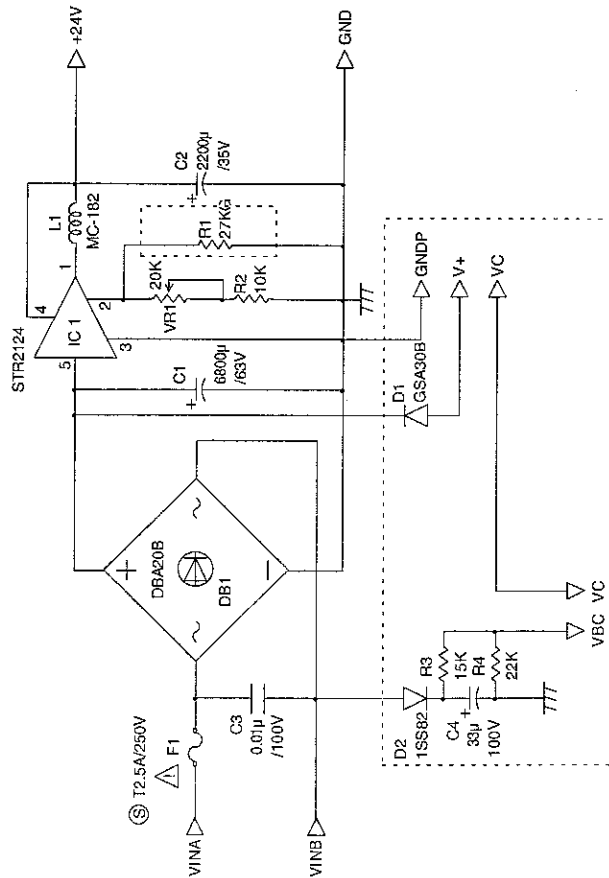 Ⓢ T2.5A/250V
F1
VINA
VINB
C3
0.01µ
/100V
DBA20B
+
~
~
−
DB1
STR2124
5
4
IC 1
3
2
1
L1
MC-182
+24V
C1
+
6800µ
/63V
20K
VR1
R2
10K
R1
27KG
C2
+
2200µ
/35V
GND
D2
1SS82
C4
+
33µ
100V
R3
15K
R4
22K
VBC
VC
D1
GSA30B
GNDP
V+
VC